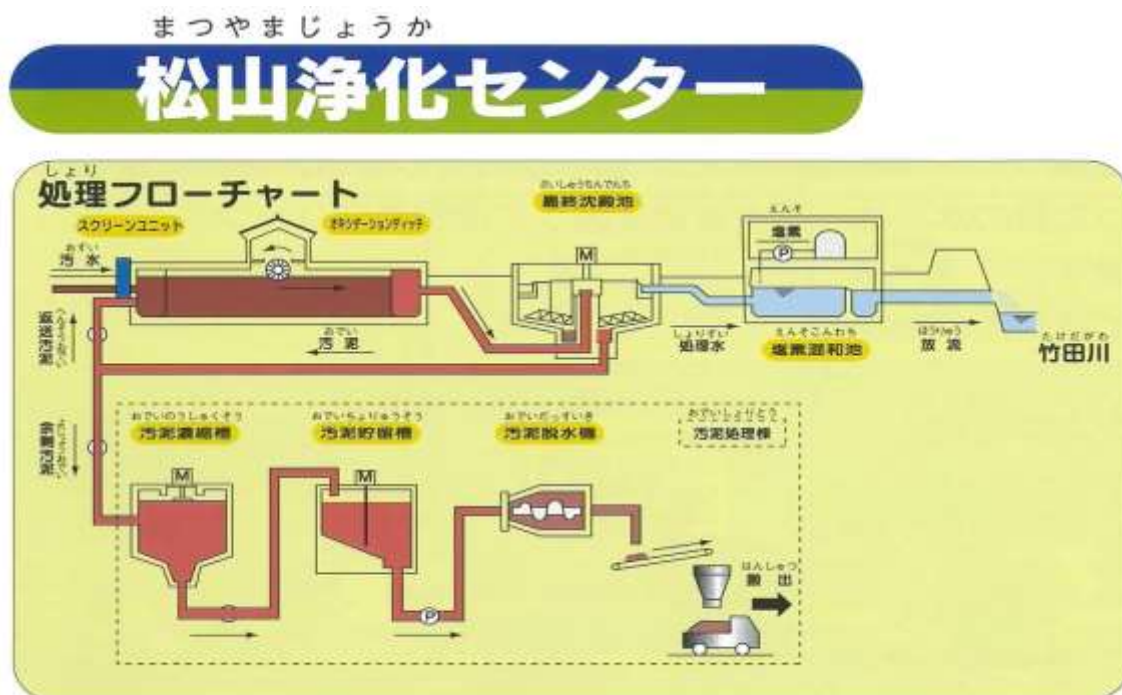 まつやまじょうか
松山浄化センター
しょり
処理フローチャート
スクリーンユニット
オキシデーションディッチ
さいしゅうちんでんち
最終沈殿池
えんそ
塩素
P
おすい
汚水
M
おでい
汚泥
しょりすい
処理水
えんそこんわち
塩素混和池
ほうりゅう
放流
たけだがわ
竹田川
返送汚泥
へんそうおでい
余剰汚泥
おでいのうしゅくそう
汚泥濃縮槽
おでいちょりゅうそう
汚泥貯留槽
おでいだっすいき
汚泥脱水機
おでいしょりとう
汚泥処理棟
M
M
P
はんしゅつ
搬出